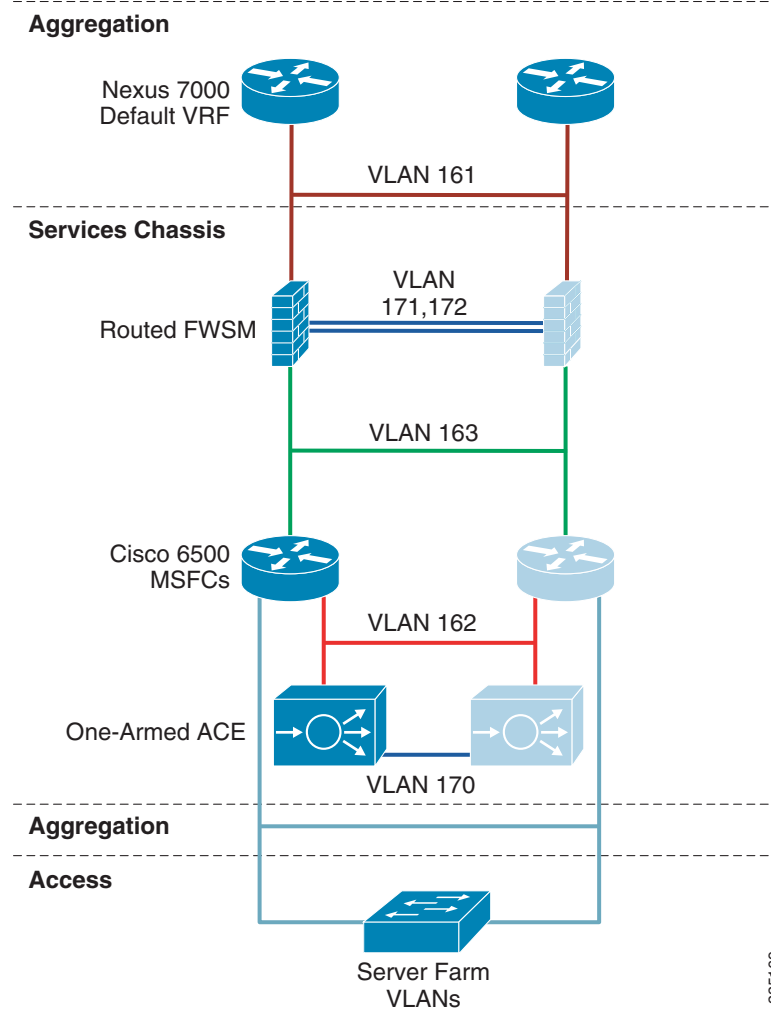 Aggregation
Nexus 7000
Default VRF
VLAN 161
Services Chassis
VLAN
171,172
Routed FWSM
VLAN 163
Cisco 6500
MSFCs
VLAN 162
One-Armed ACE
VLAN 170
Aggregation
Access
Server Farm
VLANs